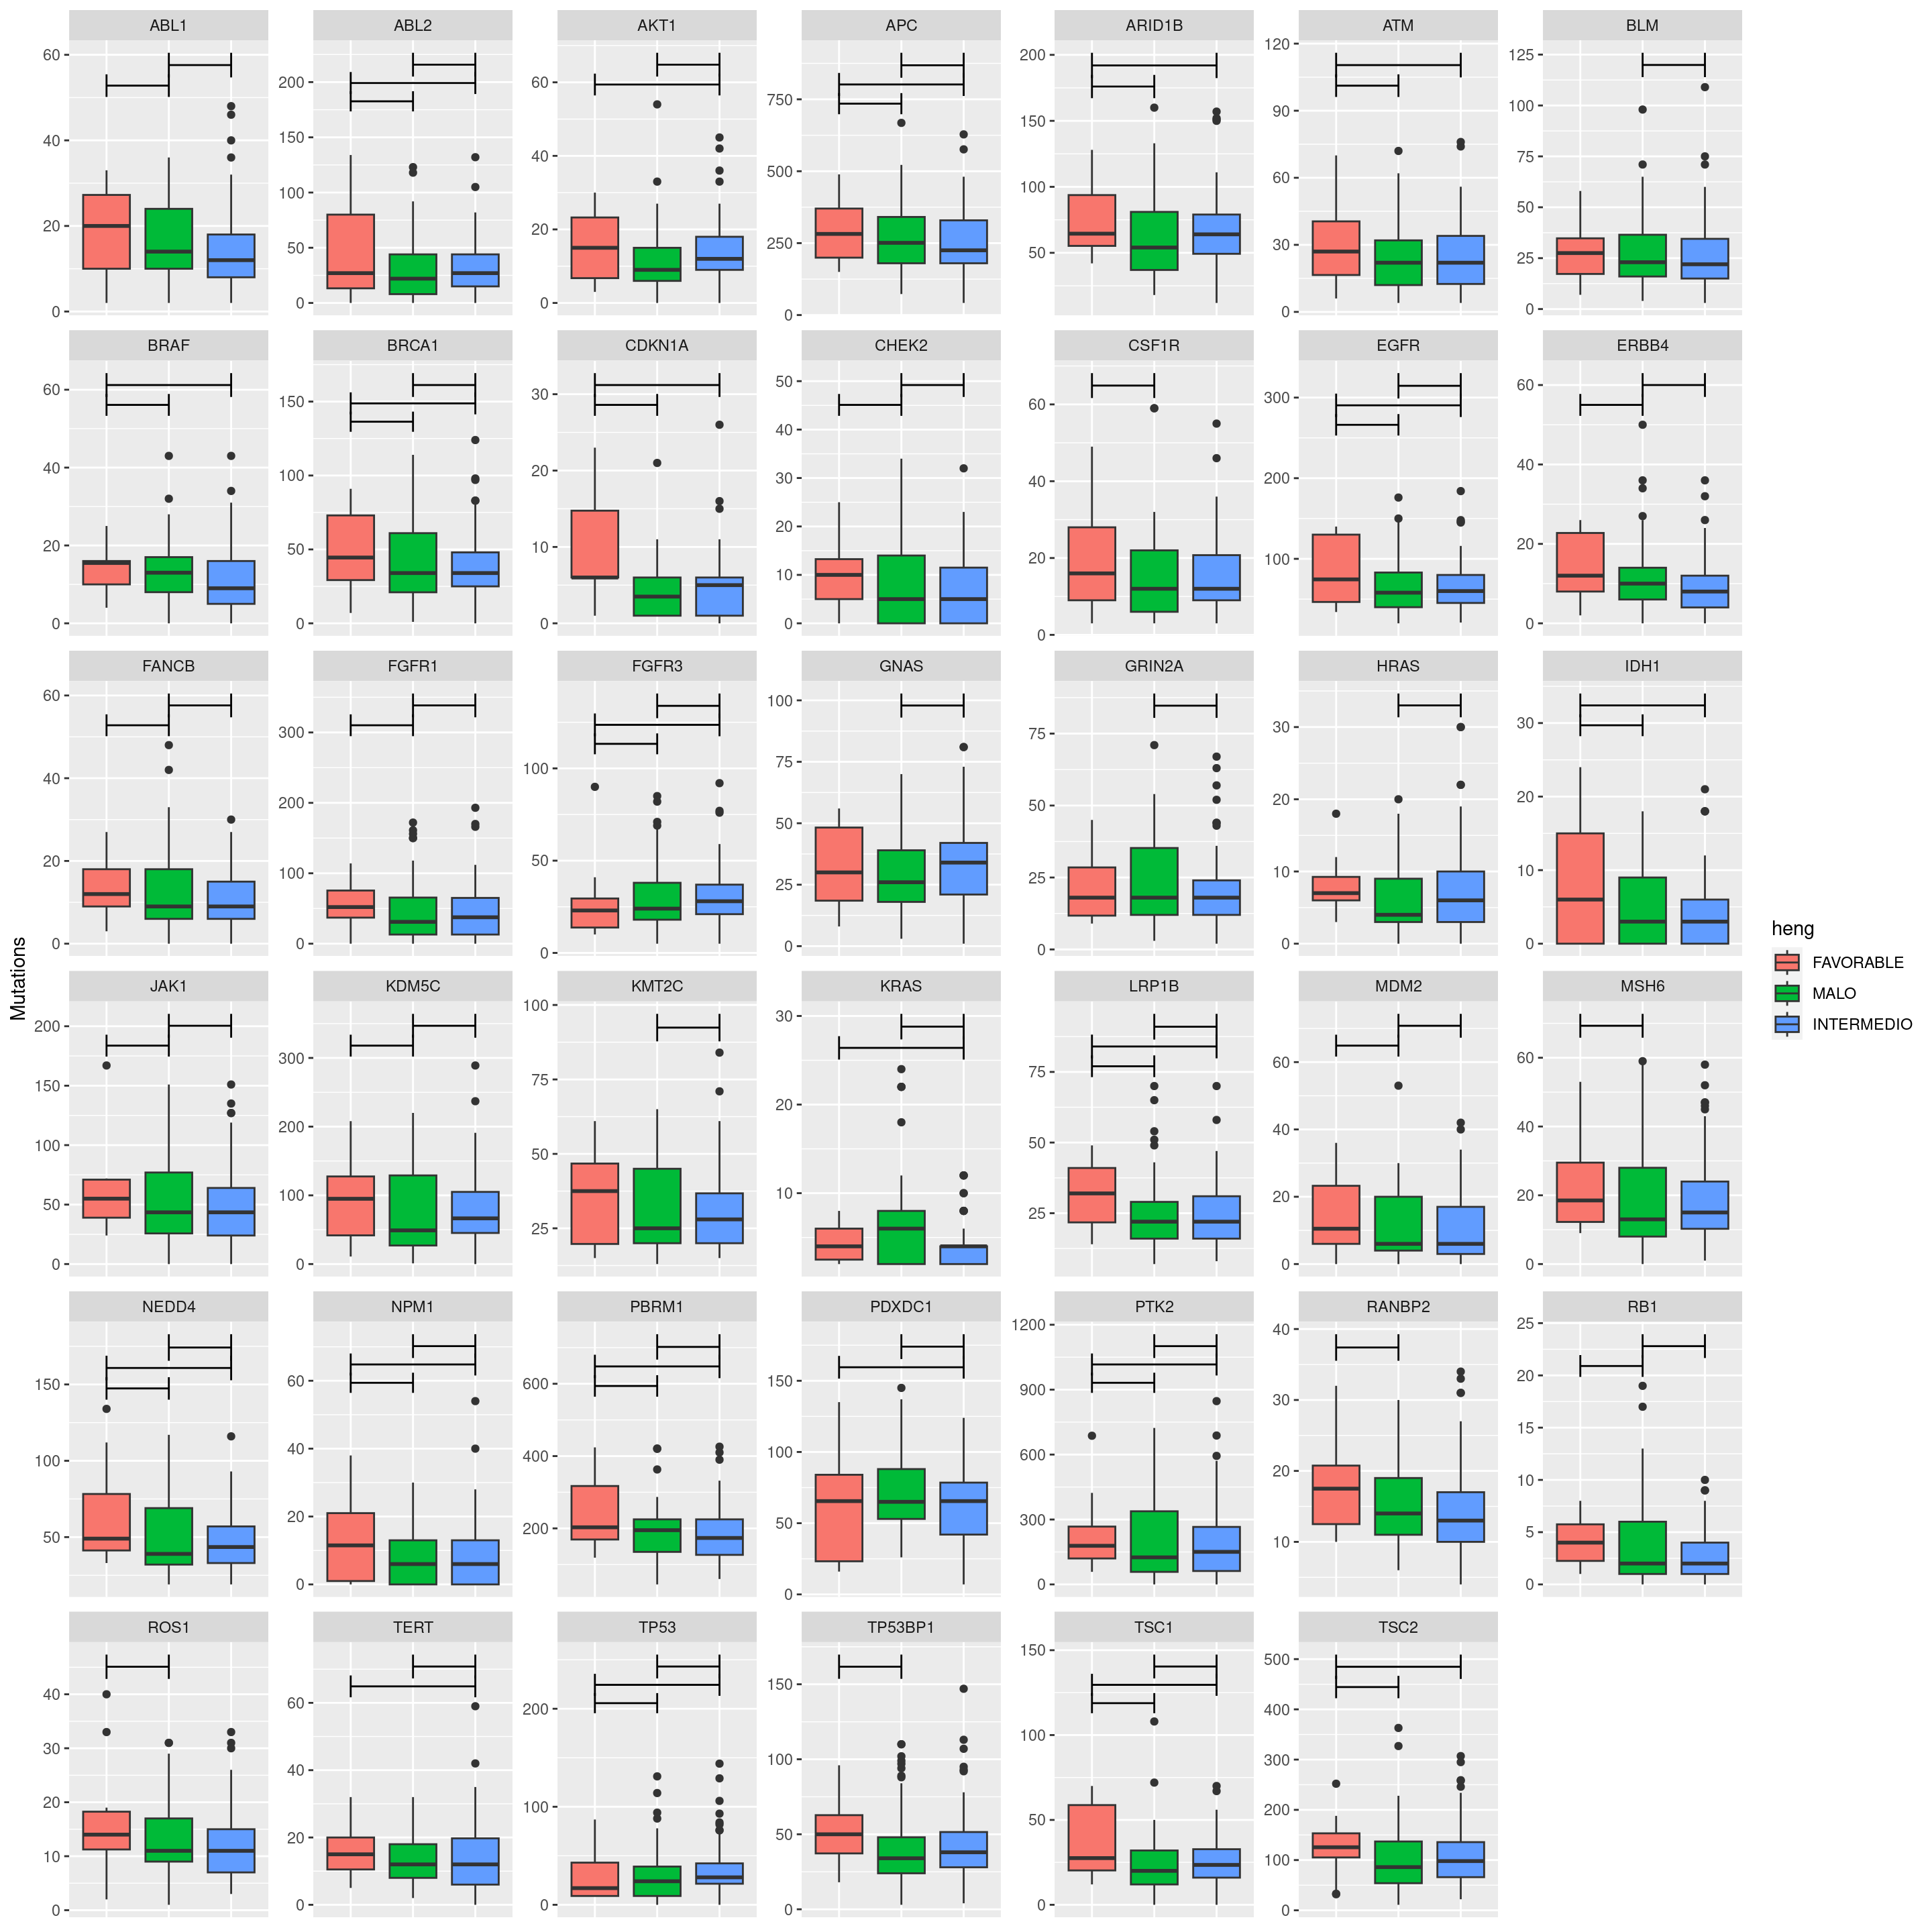 ABL1 ABL2 AKT1 APC ARID1B ATM BLM
60 40 20 0
200 150 100 50 0
60 40 20 0
750 500 250 0
200 150 100 50
120 90 60 30 0
125 100 75 50 25 0
BRAF BRCA1 CDKN1A CHEK2 CSF1R EGFR ERBB4
60 40 20 0
150 100 50 0
30 20 10 0
50 40 30 20 10 0
60 40 20 0
300 200 100
60 40 20 0
FANCB FGFR1 FGFR3 GNAS GRIN2A HRAS IDH1
60 40 20 0
300 200 100 0
100 50 0
100 75 50 25 0
75 50 25 0
30 20 10 0
30 20 10 0
Mutations
heng
FAVORABLE
MALO
INTERMEDIO
JAK1 KDM5C KMT2C KRAS LRP1B MDM2 MSH6
200 150 100 50 0
300 200 100 0
100 75 50 25
30 20 10
75 50 25
60 40 20 0
60 40 20 0
NEDD4 NPM1 PBRM1 PDXDC1 PTK2 RANBP2 RB1
150 100 50
60 40 20 0
600 400 200
150 100 50 0
1200 900 600 300 0
40 30 20 10
25 20 15 10 5 0
ROS1 TERT TP53 TP53BP1 TSC1 TSC2
40 30 20 10 0
60 40 20 0
200 100 0
150 100 50 0
150 100 50 0
500 400 300 200 100 0